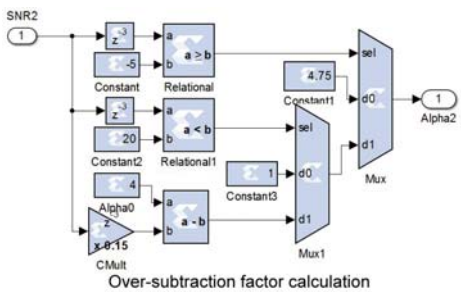 SNR2
1
z-3
a
b
a ≥ b
-5
Constant
Relational
sel
4.75
Constant1
d0
d1
Mux
1
Alpha2
z-3
a
b
a < b
20
Constant2
Relational1
sel
1
Constant3
d0
d1
Mux1
4
Alpha0
a
b
a - b
z-3
x 0.15
CMult
Over-subtraction factor calculation